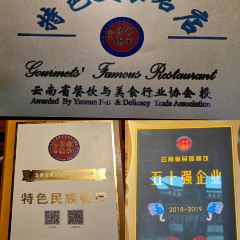 特色
名店
Gourmets' Famous Restaurant
云南省餐饮与美食行业协会 授
Awarded By Yunnan F&B & Delicacy Trade Association
特色民族餐厅
云南省民族餐饮
五十强企业
2018-2019